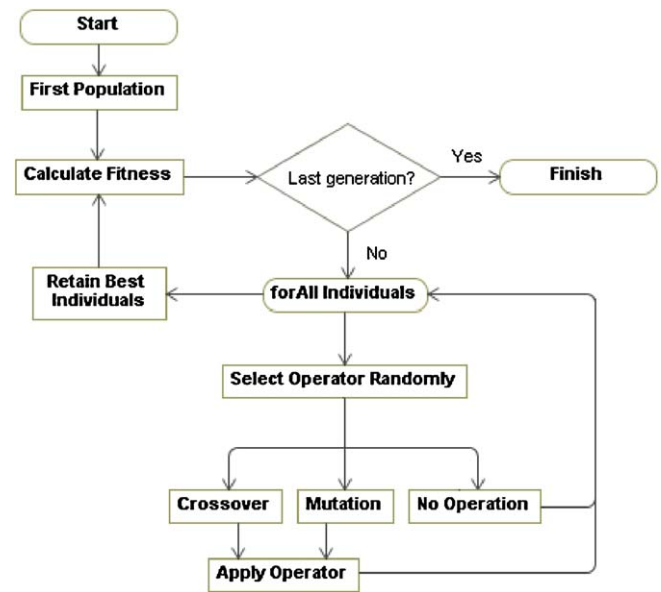 Start
First Population
Calculate Fitness
Last generation?
Yes
Finish
No
Retain Best
Individuals
forAll Individuals
Select Operator Randomly
Crossover
Mutation
No Operation
Apply Operator